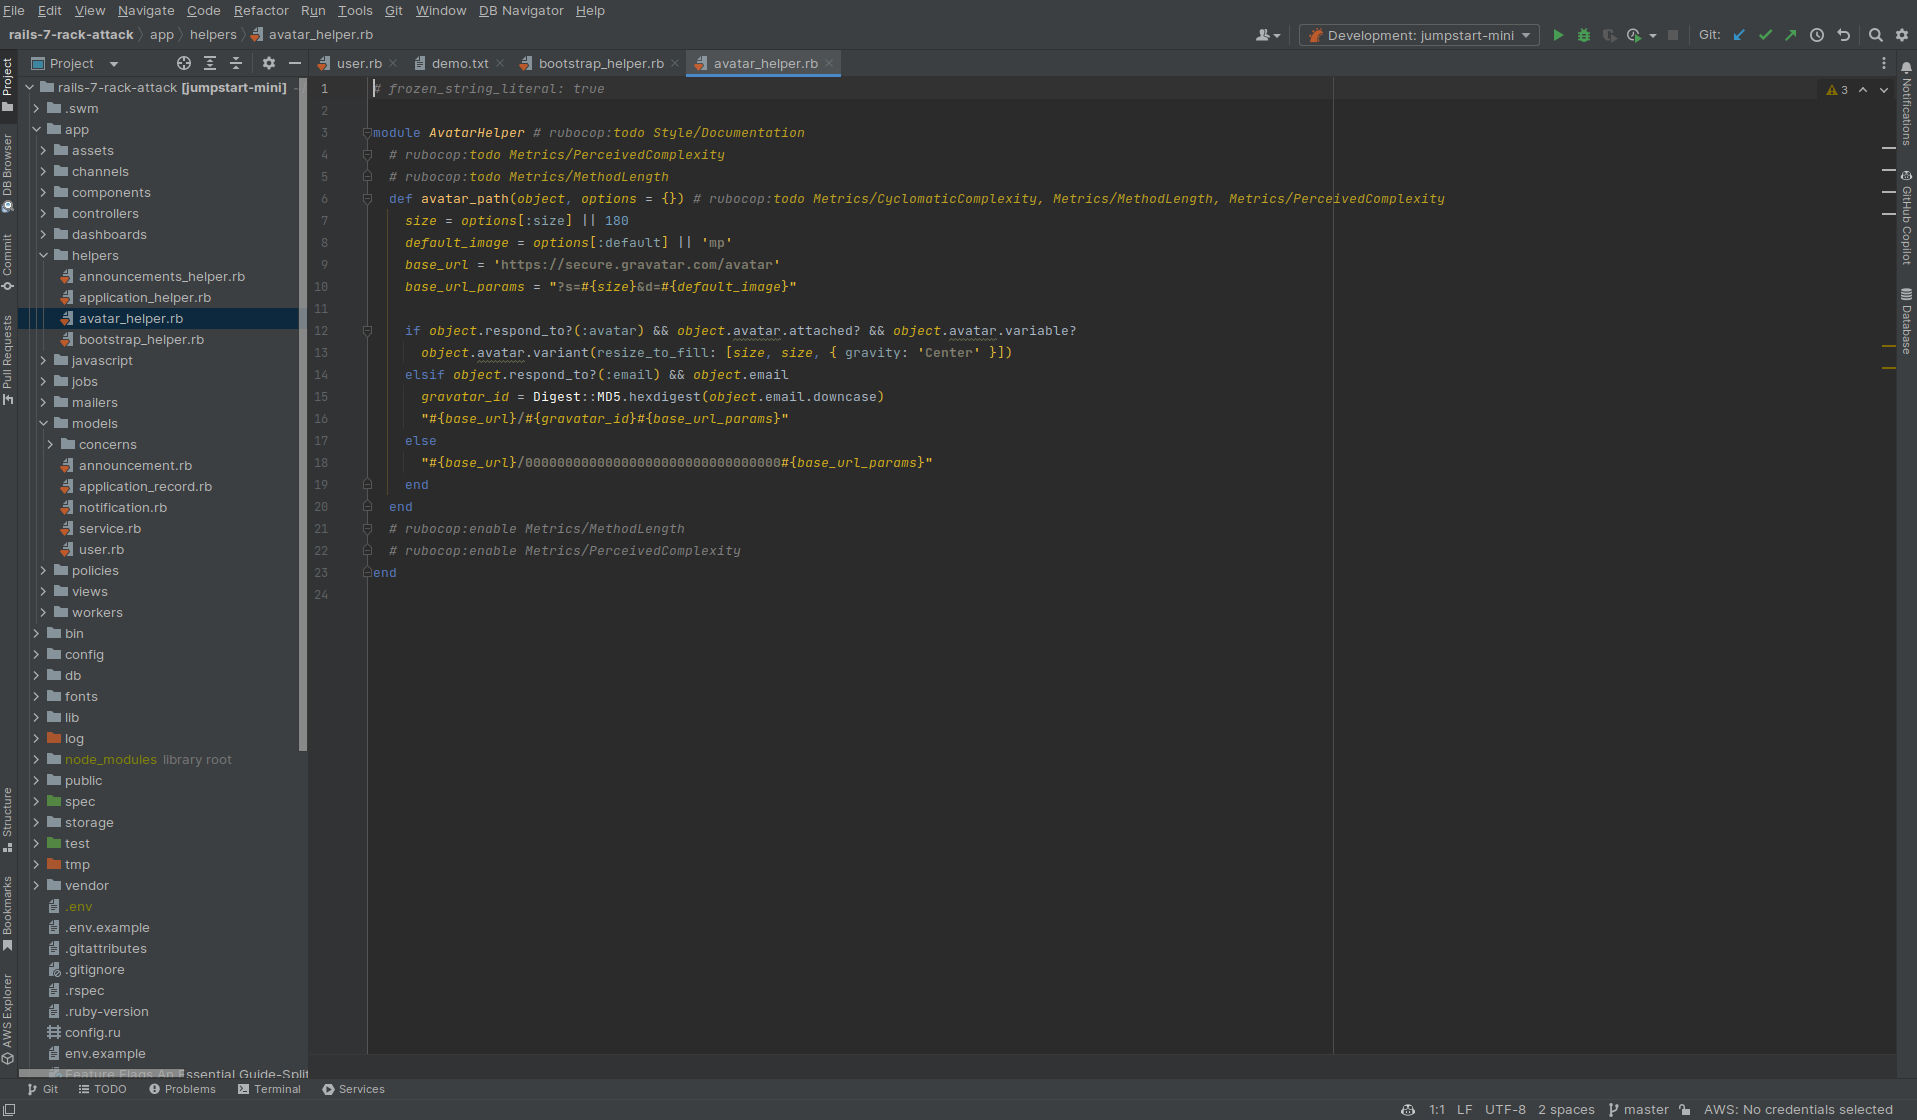 File Edit View Navigate Code Refactor Run Tools Git Window DB Navigator Help
rails-7-rack-attack app helpers avatar_helper.rb
Development: jumpstart-mini
Git:
Project
user.rb
demo.txt
bootstrap_helper.rb
avatar_helper.rb
Project
DB Browser
Commit
Pull Requests
Structure
Bookmarks
AWS Explorer
rails-7-rack-attack [jumpstart-mini]
.swm
app
assets
channels
components
controllers
dashboards
helpers
announcements_helper.rb
application_helper.rb
avatar_helper.rb
bootstrap_helper.rb
javascript
jobs
mailers
models
concerns
announcement.rb
application_record.rb
notification.rb
service.rb
user.rb
policies
views
workers
bin
config
db
fonts
lib
log
node_modules library root
public
spec
storage
test
tmp
vendor
.env
.env.example
.gitattributes
.gitignore
.rspec
.ruby-version
config.ru
env.example
Feature Flags An Essential Guide-Split
1 # frozen_string_literal: true
2
3 module AvatarHelper # rubocop:todo Style/Documentation
4 # rubocop:todo Metrics/PerceivedComplexity
5 # rubocop:todo Metrics/MethodLength
6 def avatar_path(object, options = {}) # rubocop:todo Metrics/CyclomaticComplexity, Metrics/MethodLength, Metrics/PerceivedComplexity
7 size = options[:size] || 180
8 default_image = options[:default] || 'mp'
9 base_url = 'https://secure.gravatar.com/avatar'
10 base_url_params = "?s=#{size}&d=#{default_image}"
11
12 if object.respond_to?(:avatar) && object.avatar.attached? && object.avatar.variable?
13 object.avatar.variant(resize_to_fill: [size, size, { gravity: 'Center' }])
14 elsif object.respond_to?(:email) && object.email
15 gravatar_id = Digest::MD5.hexdigest(object.email.downcase)
16 "#{base_url}/#{gravatar_id}#{base_url_params}"
17 else
18 "#{base_url}/00000000000000000000000000000000#{base_url_params}"
19 end
20 end
21 # rubocop:enable Metrics/MethodLength
22 # rubocop:enable Metrics/PerceivedComplexity
23 end
24
3
Notifications
GitHub Copilot
Database
Git TODO Problems Terminal Services
1:1 LF UTF-8 2 spaces master AWS: No credentials selected